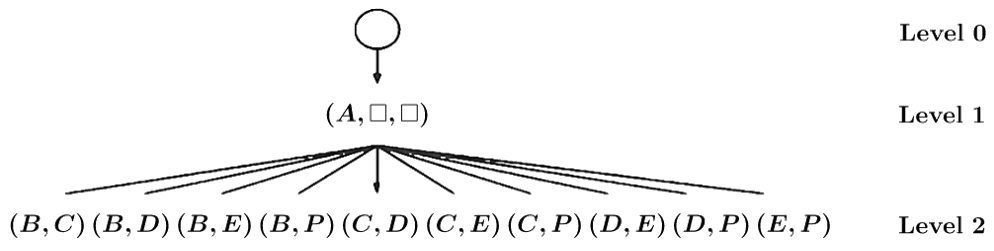 Level 0
(A, □, □) Level 1
(B, C) (B, D) (B, E) (B, P) (C, D) (C, E) (C, P) (D, E) (D, P) (E, P) Level 2